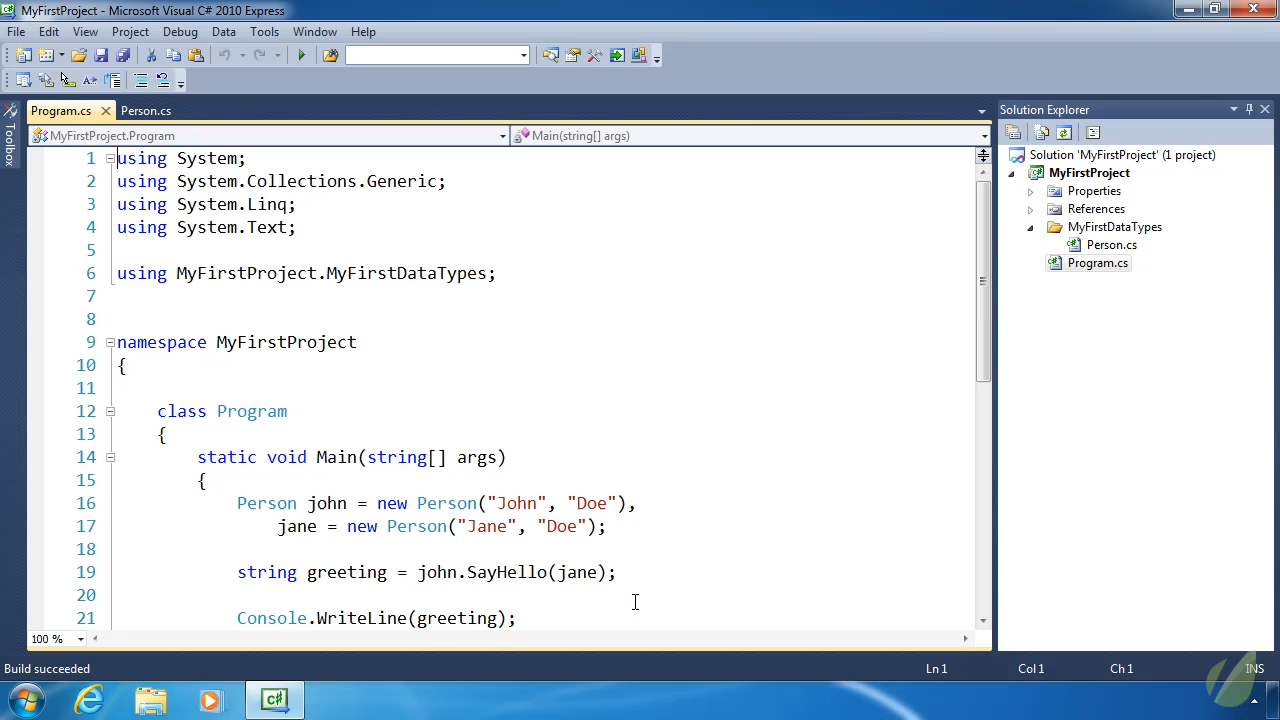 MyFirstProject - Microsoft Visual C# 2010 Express
File Edit View Project Debug Data Tools Window Help
Toolbox
Program.cs Person.cs
MyFirstProject.Program Main(string[] args)
1 using System;
2 using System.Collections.Generic;
3 using System.Linq;
4 using System.Text;
5
6 using MyFirstProject.MyFirstDataTypes;
7
8
9 namespace MyFirstProject
10 {
11
12 class Program
13 {
14 static void Main(string[] args)
15 {
16 Person john = new Person("John", "Doe"),
17 jane = new Person("Jane", "Doe");
18
19 string greeting = john.SayHello(jane);
20
21 Console.WriteLine(greeting);
100 %
Solution Explorer
Solution 'MyFirstProject' (1 project)
MyFirstProject
Properties
References
MyFirstDataTypes
Person.cs
Program.cs
Build succeeded Ln 1 Col 1 Ch 1 INS